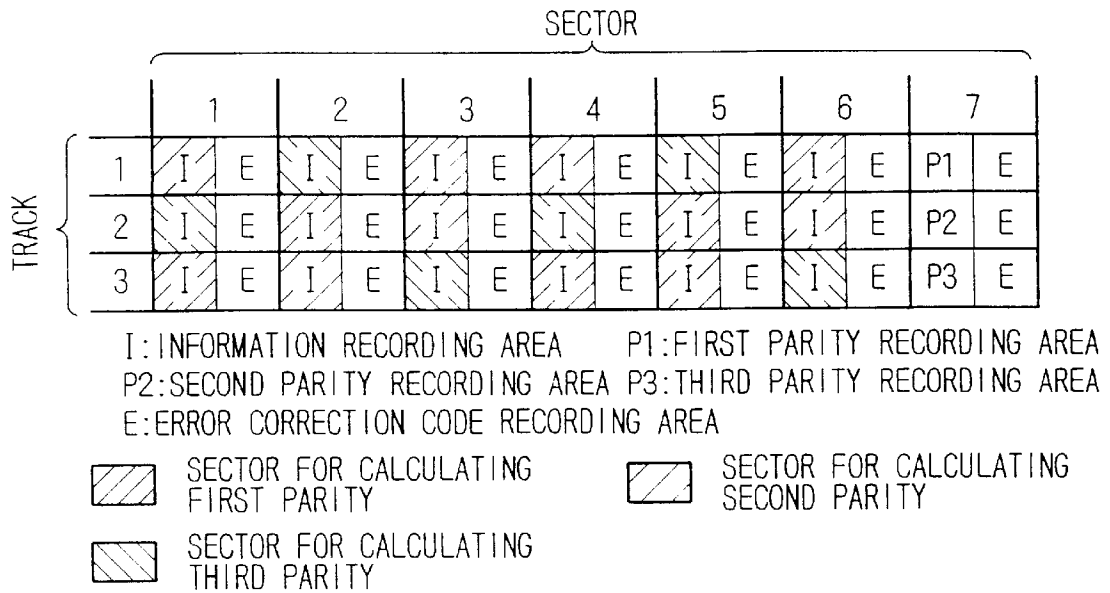 SECTOR
1 2 3 4 5 6 7
TRACK
1 I E I E I E I E I E I E P1 E
2 I E I E I E I E I E I E P2 E
3 I E I E I E I E I E I E P3 E
I:INFORMATION RECORDING AREA P1:FIRST PARITY RECORDING AREA
P2:SECOND PARITY RECORDING AREA P3:THIRD PARITY RECORDING AREA
E:ERROR CORRECTION CODE RECORDING AREA
SECTOR FOR CALCULATING
FIRST PARITY
SECTOR FOR CALCULATING
SECOND PARITY
SECTOR FOR CALCULATING
THIRD PARITY